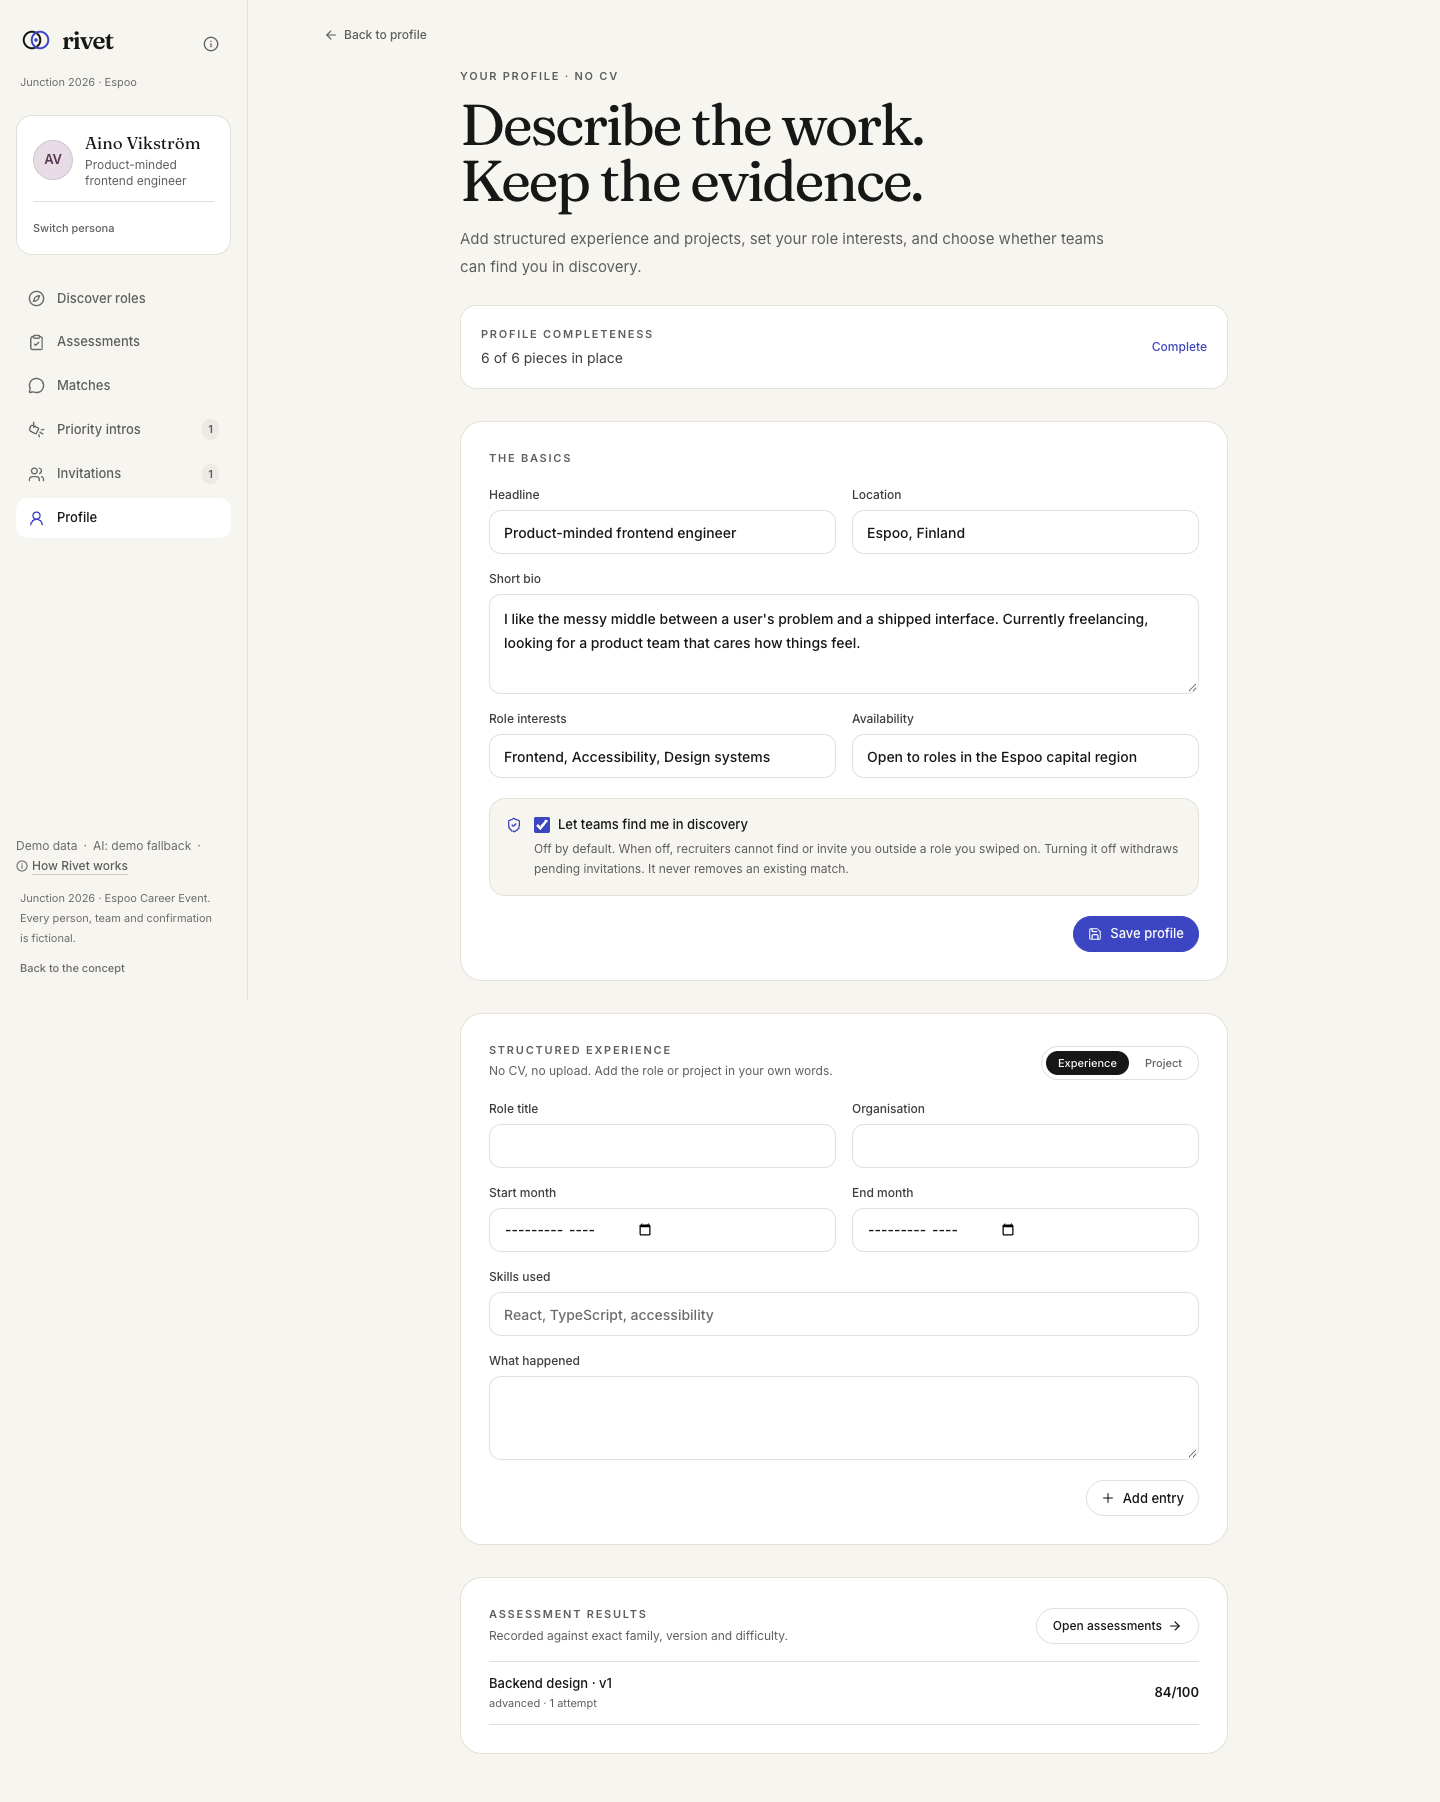 rivet
Junction 2026 · Espoo
AV
Aino Vikström
Product-minded
frontend engineer
Switch persona
Discover roles
Assessments
Matches
Priority intros 1
Invitations 1
Profile
Demo data · AI: demo fallback ·
How Rivet works
Junction 2026 · Espoo Career Event.
Every person, team and confirmation
is fictional.
Back to the concept
Back to profile
YOUR PROFILE · NO CV
Describe the work.
Keep the evidence.
Add structured experience and projects, set your role interests, and choose whether teams
can find you in discovery.
PROFILE COMPLETENESS
6 of 6 pieces in place
Complete
THE BASICS
Headline
Product-minded frontend engineer
Location
Espoo, Finland
Short bio
I like the messy middle between a user's problem and a shipped interface. Currently freelancing,
looking for a product team that cares how things feel.
Role interests
Frontend, Accessibility, Design systems
Availability
Open to roles in the Espoo capital region
Let teams find me in discovery
Off by default. When off, recruiters cannot find or invite you outside a role you swiped on. Turning it off withdraws
pending invitations. It never removes an existing match.
Save profile
STRUCTURED EXPERIENCE
No CV, no upload. Add the role or project in your own words.
Experience Project
Role title
Organisation
Start month
--------- ----
End month
--------- ----
Skills used
React, TypeScript, accessibility
What happened
Add entry
ASSESSMENT RESULTS
Recorded against exact family, version and difficulty.
Open assessments
Backend design · v1
advanced · 1 attempt
84/100